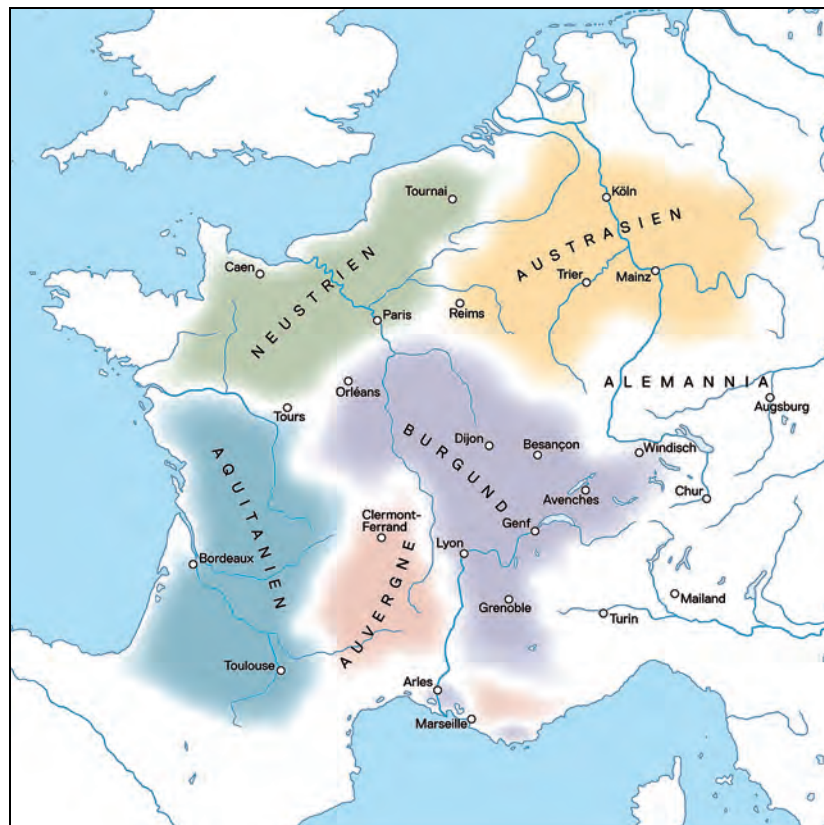 Tournai
Köln
AUSTRASIEN
Caen
NEUSTRIEN
Trier
Mainz
Reims
Paris
ALEMANNIA
Orléans
Augsburg
Tours
BURGUND
Dijon
Besançon
Windisch
AQUITANIEN
Avenches
Chur
Clermont-
Ferrand
Genf
Lyon
AUVERGNE
Bordeaux
Grenoble
Mailand
Turin
Toulouse
Arles
Marseille